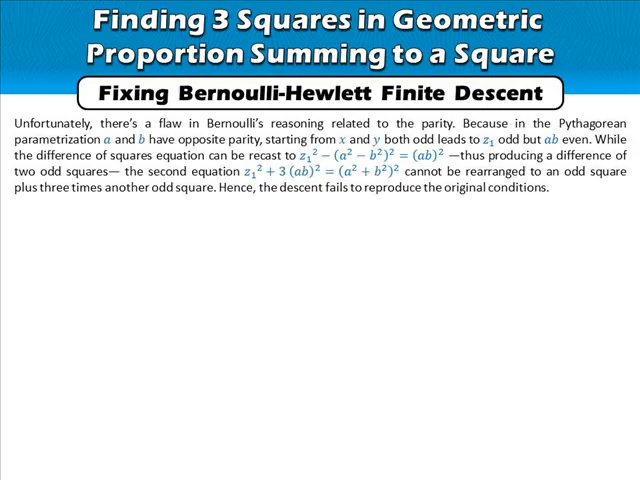 Finding 3 Squares in Geometric
Proportion Summing to a Square
Fixing Bernoulli-Hewlett Finite Descent
Unfortunately, there's a flaw in Bernoulli's reasoning related to the parity. Because in the Pythagorean
parametrization a and b have opposite parity, starting from x and y both odd leads to z₁ odd but ab even. While
the difference of squares equation can be recast to z₁² − (a² − b²)² = (ab)² —thus producing a difference of
two odd squares— the second equation z₁² + 3 (ab)² = (a² + b²)² cannot be rearranged to an odd square
plus three times another odd square. Hence, the descent fails to reproduce the original conditions.